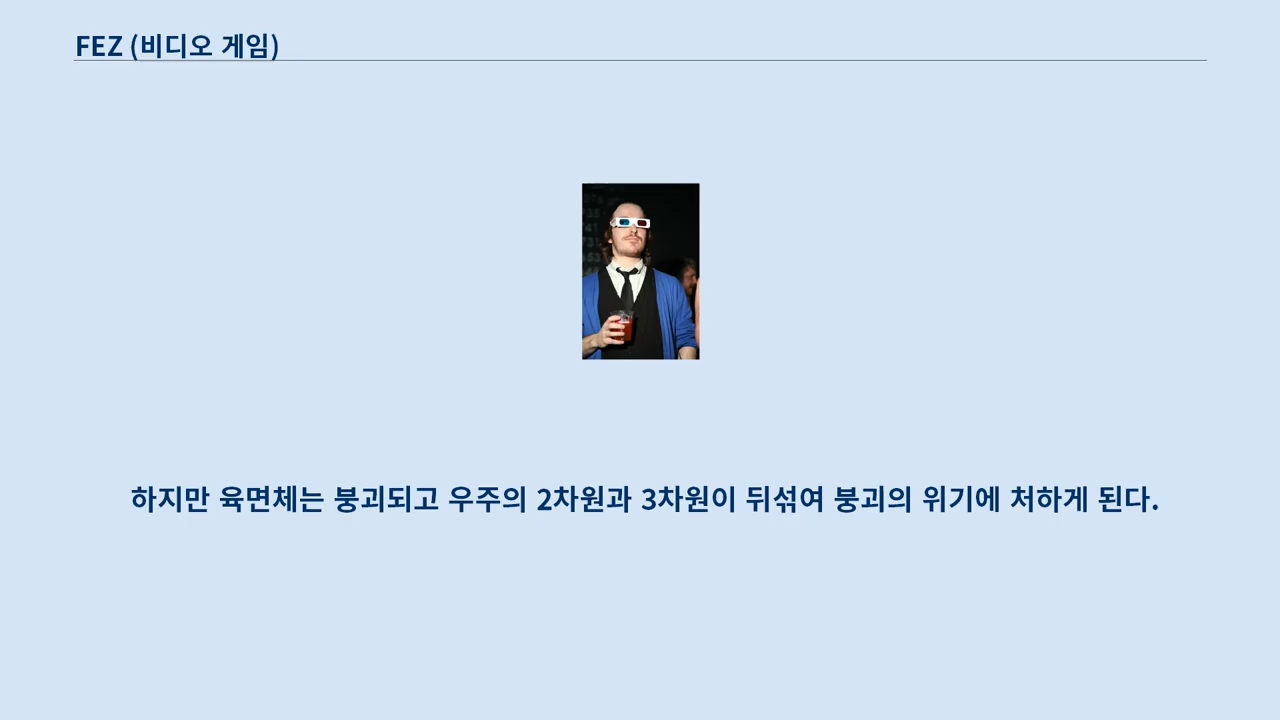 FEZ (비디오 게임)
하지만 육면체는 붕괴되고 우주의 2차원과 3차원이 뒤섞여 붕괴의 위기에 처하게 된다.